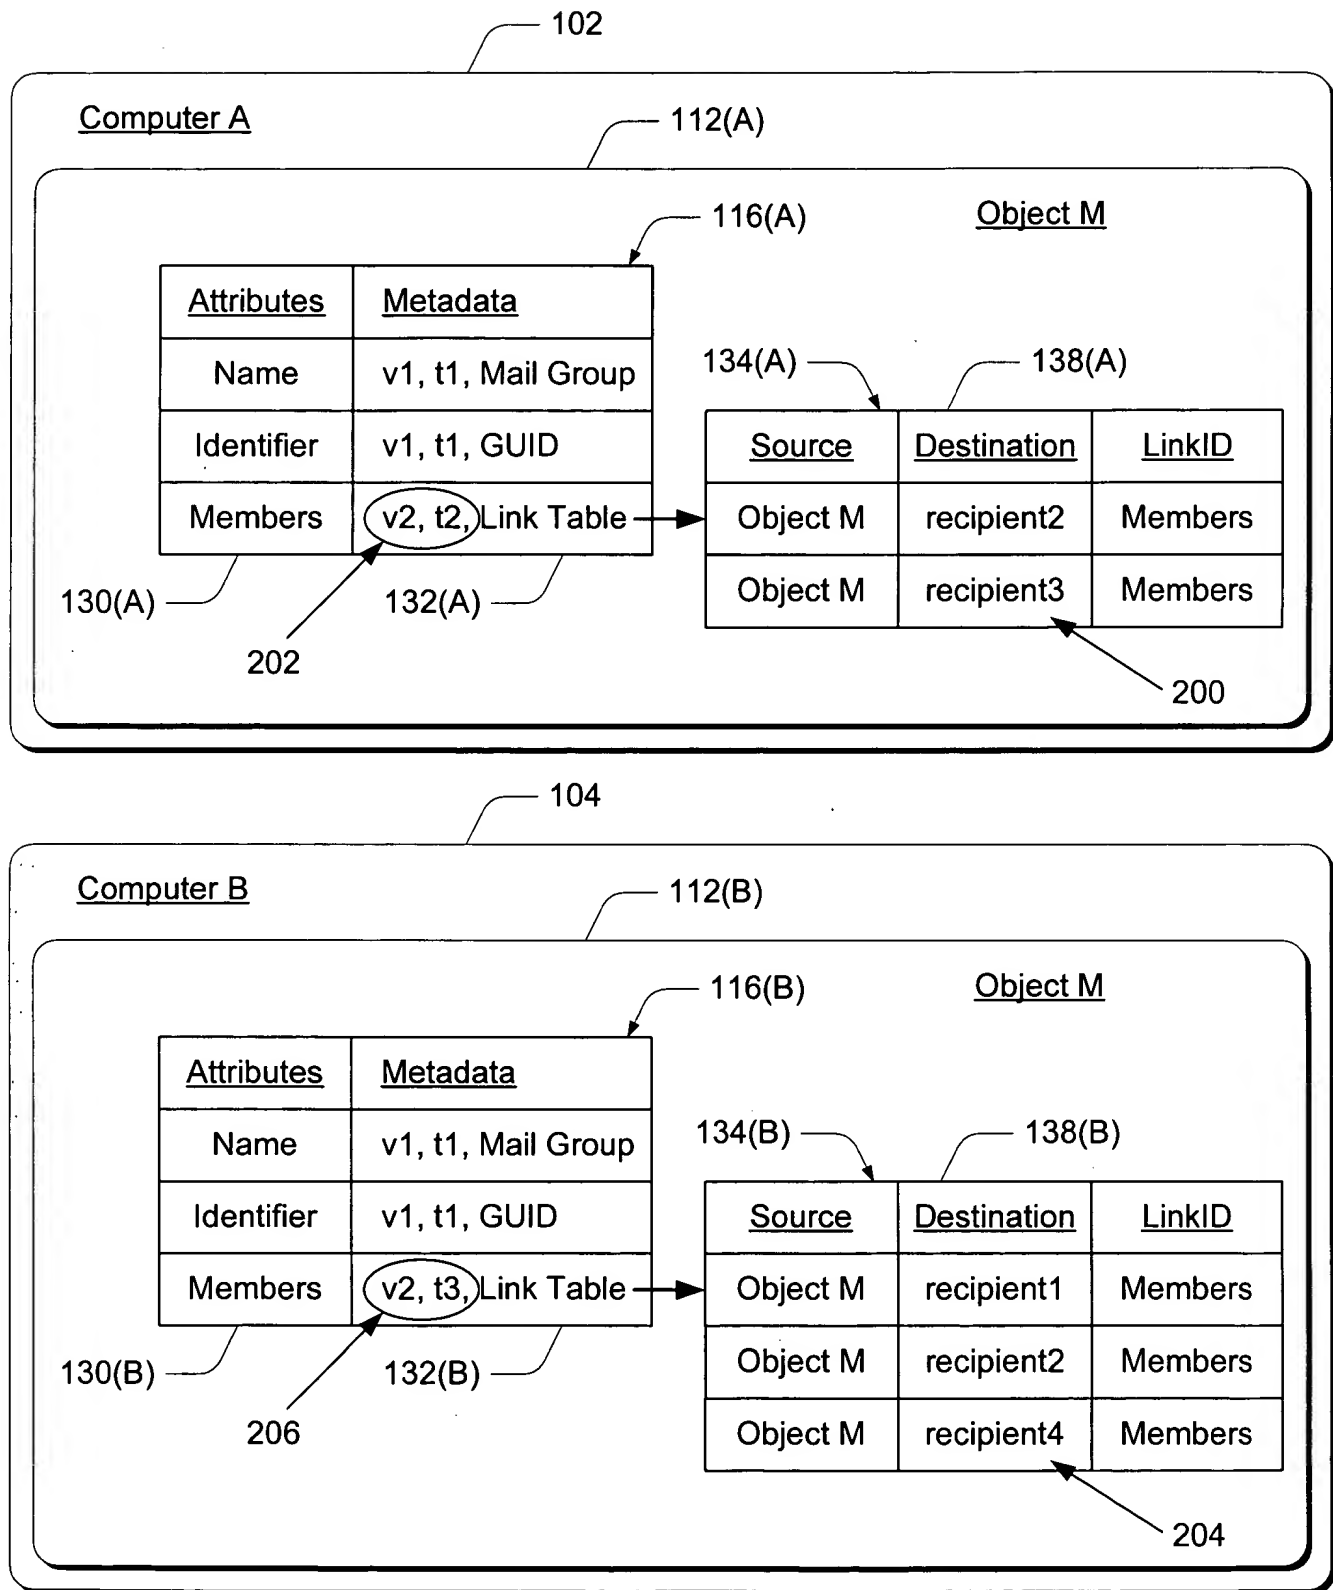 102
Computer A
112(A)
116(A)
Object M
Attributes Metadata
Name v1, t1, Mail Group
134(A)
138(A)
Identifier v1, t1, GUID
Source Destination LinkID
Members v2, t2, Link Table
Object M recipient2 Members
130(A)
132(A)
Object M recipient3 Members
202
200
104
Computer B
112(B)
116(B)
Object M
Attributes Metadata
Name v1, t1, Mail Group
134(B)
138(B)
Identifier v1, t1, GUID
Source Destination LinkID
Members v2, t3, Link Table
Object M recipient1 Members
130(B)
132(B)
Object M recipient2 Members
206
Object M recipient4 Members
204